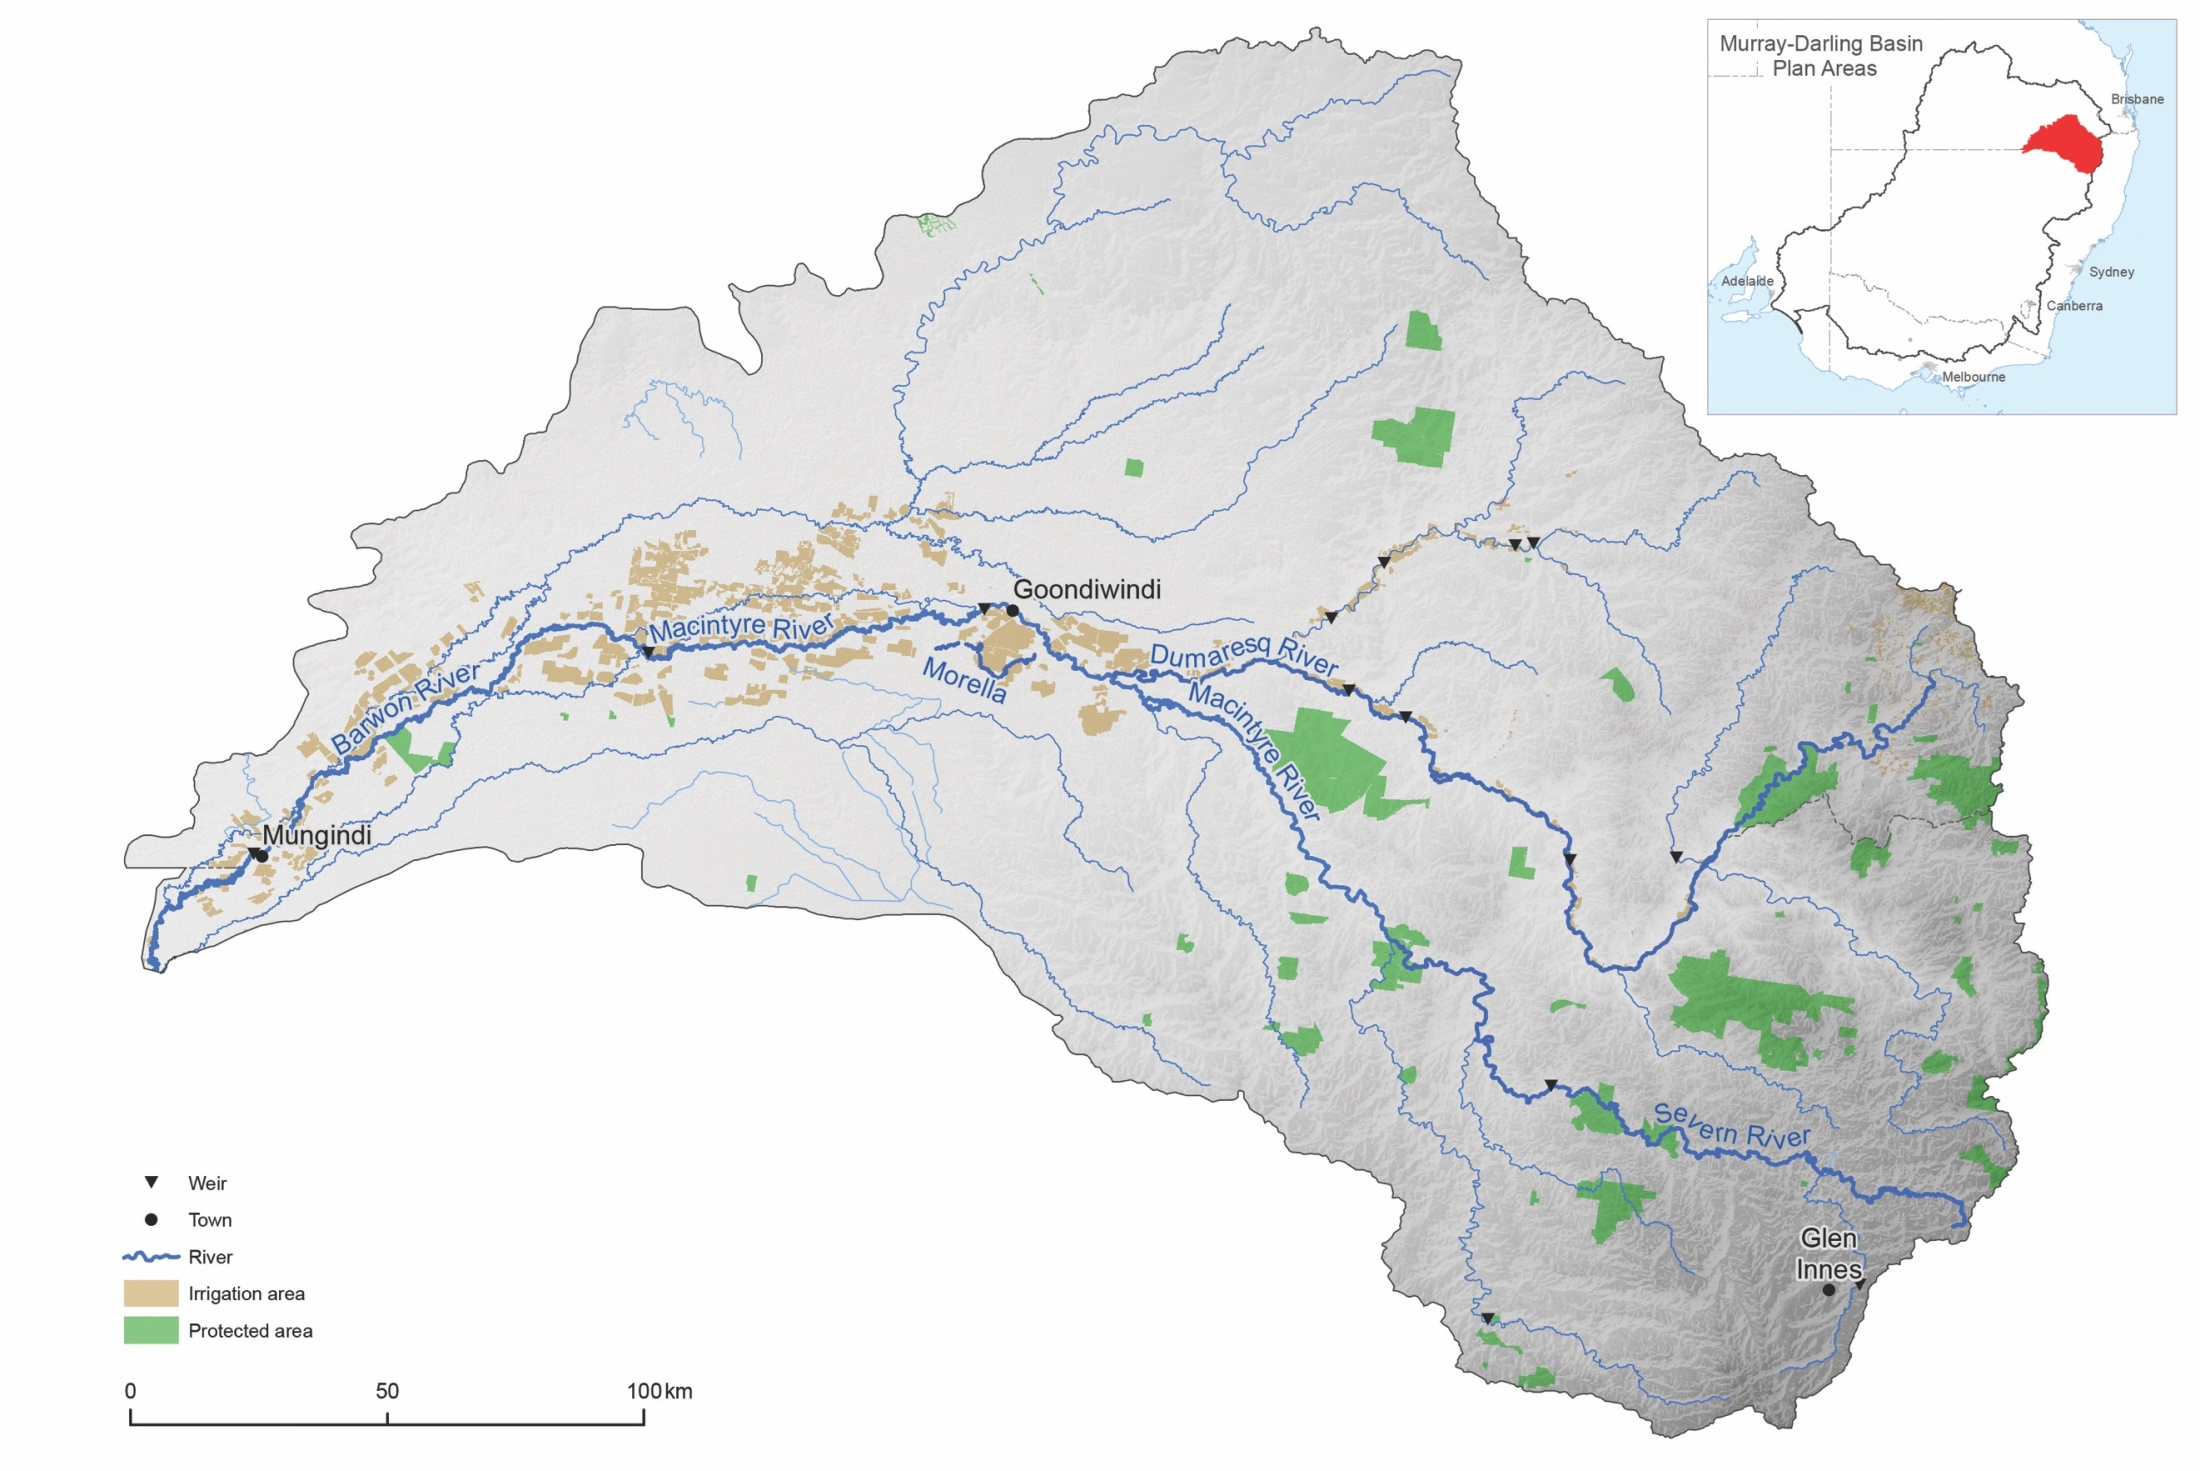 Murray-Darling Basin
Plan Areas
Brisbane
Adelaide
Sydney
Canberra
Melbourne
Goondiwindi
Macintyre River
Dumaresq River
Morella
Macintyre River
Barwon River
Mungindi
Severn River
Glen
Innes
Weir
Town
River
Irrigation area
Protected area
0 50 100 km